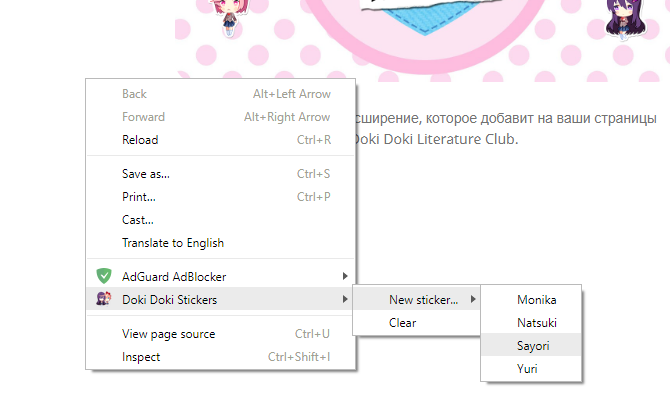 сширение, которое добавит на ваши страницы
Doki Doki Literature Club.
Back Alt+Left Arrow
Forward Alt+Right Arrow
Reload Ctrl+R
Save as... Ctrl+S
Print... Ctrl+P
Cast...
Translate to English
AdGuard AdBlocker
Doki Doki Stickers
View page source Ctrl+U
Inspect Ctrl+Shift+I
New sticker...
Clear
Monika
Natsuki
Sayori
Yuri